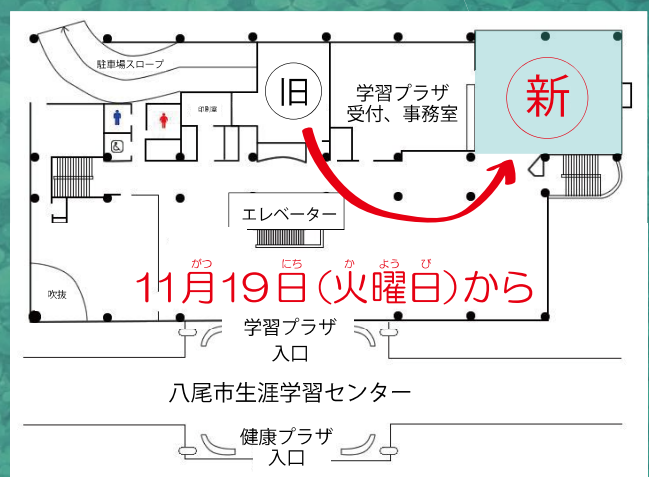 駐車場スロープ
旧
新
学習プラザ
受付、事務室
印刷室
エレベーター
がつ にち か よう び
11月19日(火曜日)から
吹抜
学習プラザ
入口
八尾市生涯学習センター
健康プラザ
入口